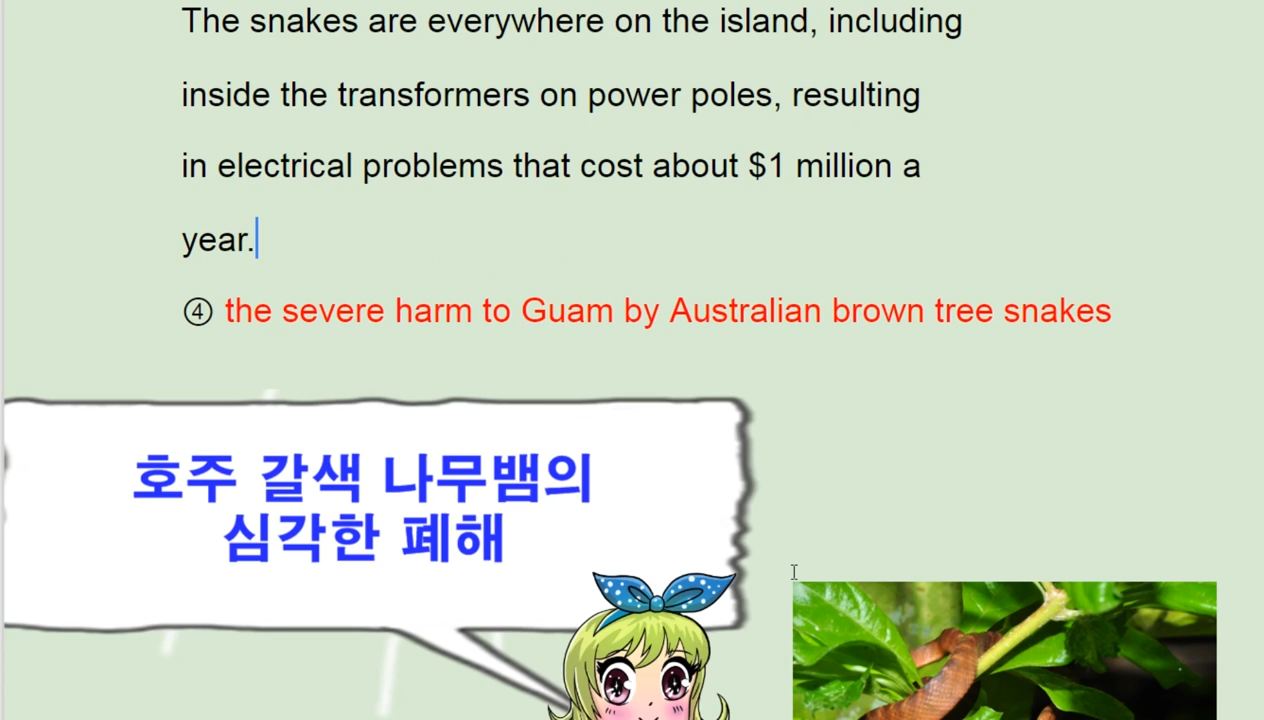 The snakes are everywhere on the island, including
inside the transformers on power poles, resulting
in electrical problems that cost about $1 million a
year.
④ the severe harm to Guam by Australian brown tree snakes
호주 갈색 나무뱀의
심각한 폐해